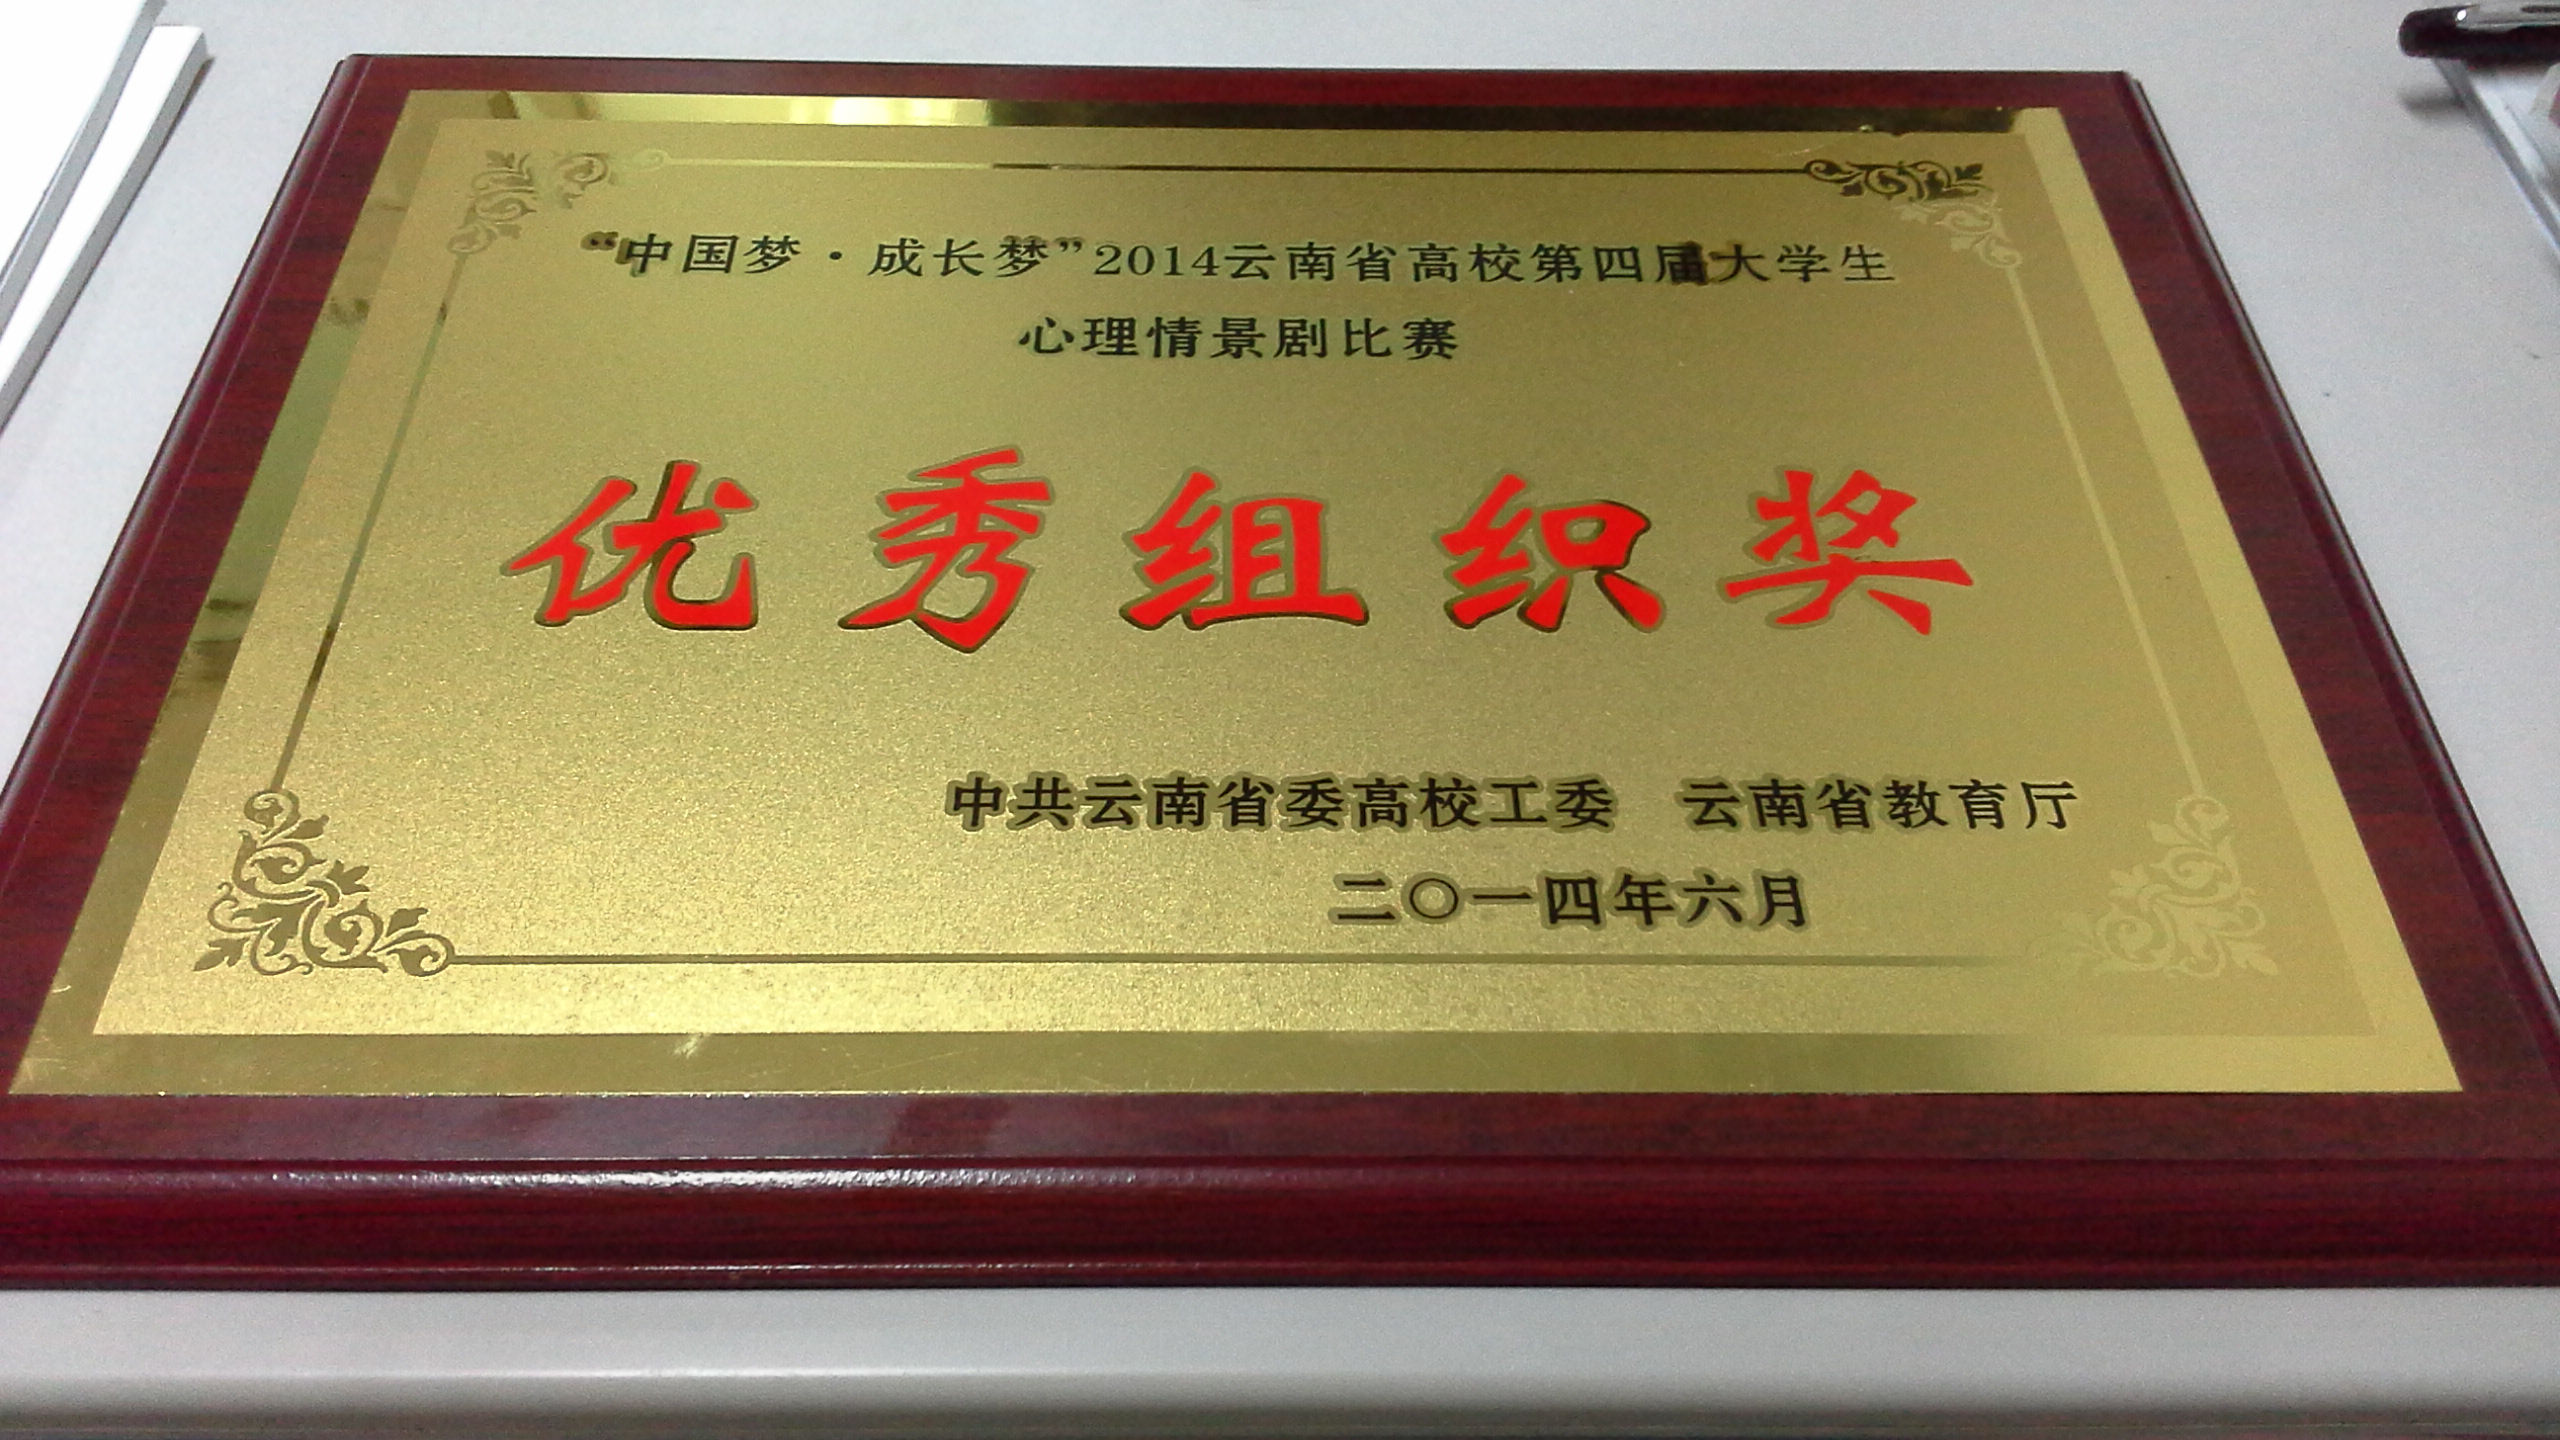 “中国梦·成长梦”2014云南省高校第四届大学生
心理情景剧比赛
优秀组织奖
中共云南省委高校工委 云南省教育厅
二〇一四年六月